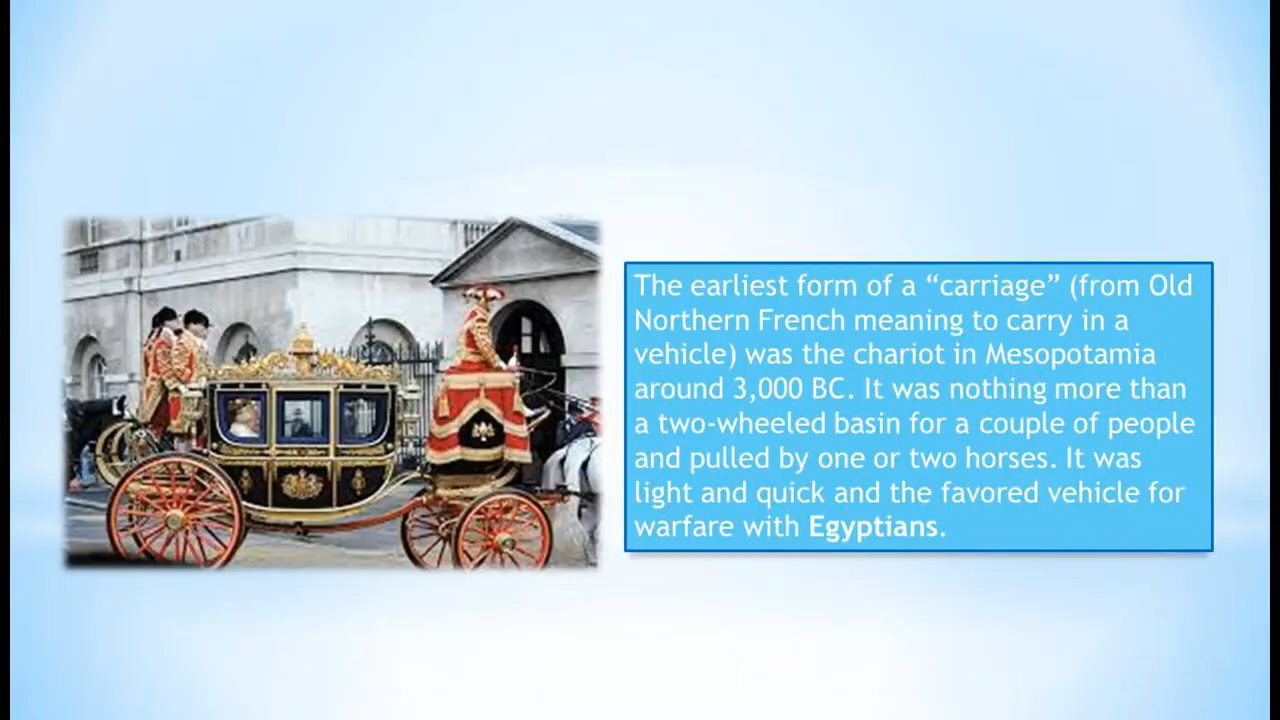 The earliest form of a “carriage” (from Old
Northern French meaning to carry in a
vehicle) was the chariot in Mesopotamia
around 3,000 BC. It was nothing more than
a two-wheeled basin for a couple of people
and pulled by one or two horses. It was
light and quick and the favored vehicle for
warfare with Egyptians.